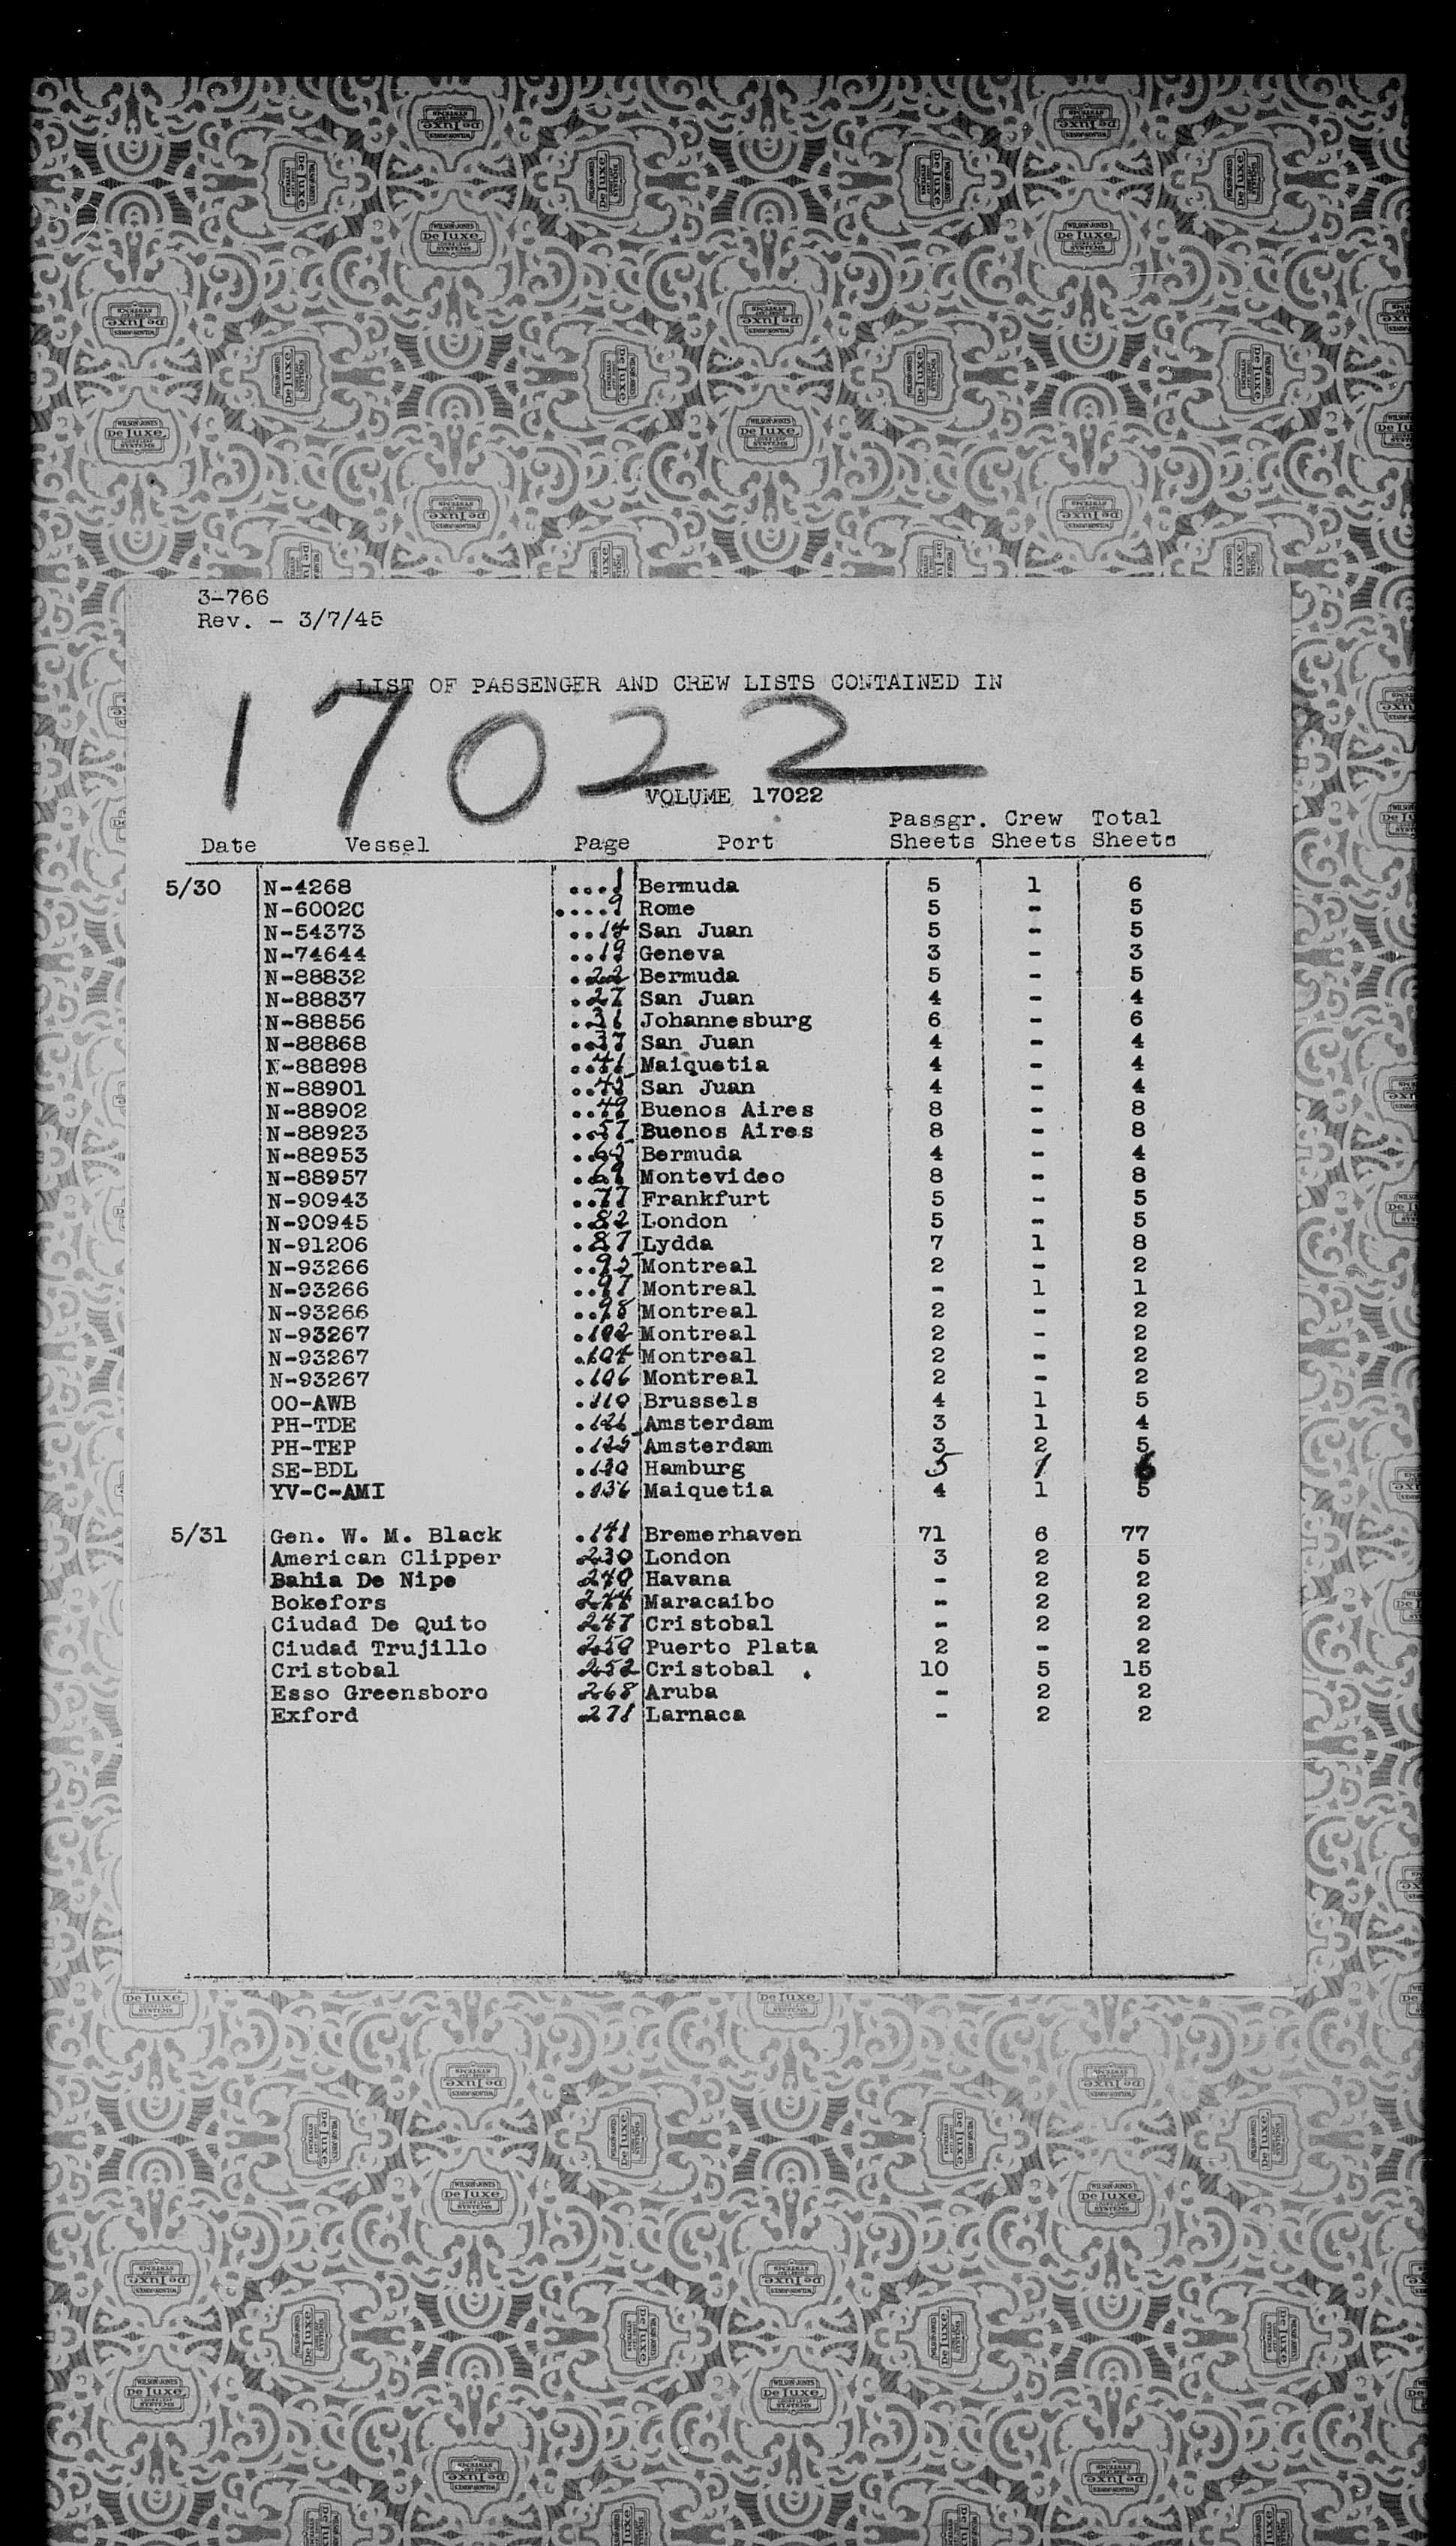 3-766
Rev. - 3/7/45
LIST OF PASSENGER AND CREW LISTS CONTAINED IN
17022
VOLUME 17022
Date Vessel Page Port Passgr. Sheets Crew Sheets Total Sheets
5/30 N-4268 ....1 Bermuda 5 1 6
N-6002C ....9 Rome 5 - 5
N-54373 ..14 San Juan 5 - 5
N-74644 ..19 Geneva 3 - 3
N-88832 .22 Bermuda 5 - 5
N-88837 .27 San Juan 4 - 4
N-88856 ..31 Johannesburg 6 - 6
N-88868 ..37 San Juan 4 - 4
N-88898 ..41 Maiquetia 4 - 4
N-88901 ..45 San Juan 4 - 4
N-88902 ..49 Buenos Aires 8 - 8
N-88923 ..57 Buenos Aires 8 - 8
N-88953 ..65 Bermuda 4 - 4
N-88957 ..69 Montevideo 8 - 8
N-90943 ..77 Frankfurt 5 - 5
N-90945 ..82 London 5 - 5
N-91206 .87 Lydda 7 1 8
N-93266 ..95 Montreal 2 - 2
N-93266 ..97 Montreal - 1 1
N-93266 ..98 Montreal 2 - 2
N-93267 .102 Montreal 2 - 2
N-93267 .104 Montreal 2 - 2
N-93267 .106 Montreal 2 - 2
OO-AWB .110 Brussels 4 1 5
PH-TDE .121 Amsterdam 3 1 4
PH-TEP .125 Amsterdam 3 2 5
SE-BDL .130 Hamburg 5 1 6
YV-C-AMI .136 Maiquetia 4 1 5
5/31 Gen. W. M. Black .141 Bremerhaven 71 6 77
American Clipper 230 London 3 2 5
Bahia De Nipe 240 Havana - 2 2
Bokefors 244 Maracaibo - 2 2
Ciudad De Quito 247 Cristobal - 2 2
Ciudad Trujillo 250 Puerto Plata 2 - 2
Cristobal 252 Cristobal 10 5 15
Esso Greensboro 268 Aruba - 2 2
Exford 271 Larnaca - 2 2